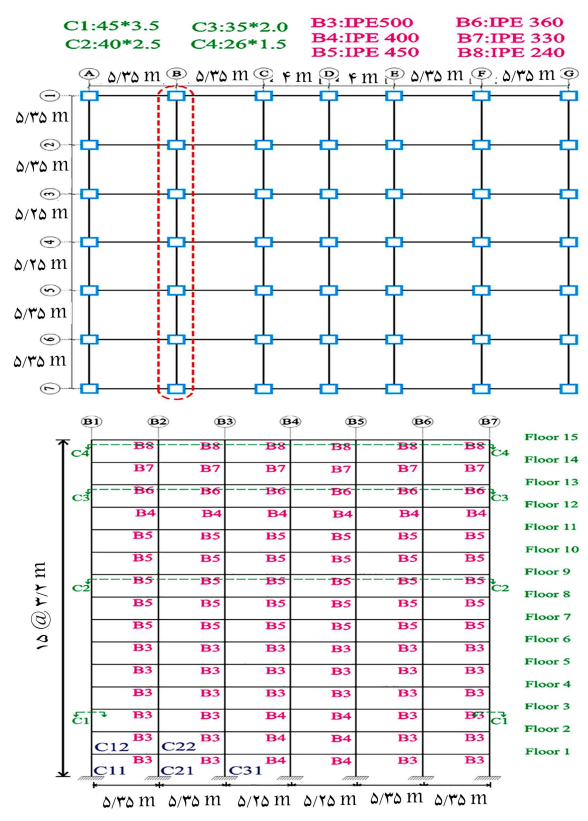 C1:45*3.5 C3:35*2.0 B3:IPE500 B6:IPE 360
C2:40*2.5 C4:26*1.5 B4:IPE 400 B7:IPE 330
B5:IPE 450 B8:IPE 240
A B C D E F G
۵/۳۵ m ۵/۳۵ m ۴ m ۴ m ۵/۳۵ m ۵/۳۵ m
1
۵/۳۵ m
2
۵/۳۵ m
3
۵/۲۵ m
4
۵/۲۵ m
5
۵/۳۵ m
6
۵/۳۵ m
7
B1 B2 B3 B4 B5 B6 B7
Floor 15
C4 B8 B8 B8 B8 B8 B8 C4
Floor 14
B7 B7 B7 B7 B7 B7
Floor 13
C3 B6 B6 B6 B6 B6 B6 C3
Floor 12
B4 B4 B4 B4 B4 B4
Floor 11
B5 B5 B5 B5 B5 B5
Floor 10
B5 B5 B5 B5 B5 B5
Floor 9
C2 B5 B5 B5 B5 B5 B5 C2
Floor 8
B5 B5 B5 B5 B5 B5
Floor 7
B5 B5 B5 B5 B5 B5
Floor 6
B3 B3 B3 B3 B3 B3
Floor 5
B3 B3 B3 B3 B3 B3
Floor 4
B3 B3 B3 B3 B3 B3
Floor 3
C1 B3 B3 B4 B4 B3 B3 C1
Floor 2
B3 B3 B4 B4 B3 B3
C12 C22
Floor 1
B3 B3 B4 B4 B3 B3
C11 C21 C31
۱۵ @ ۳/۲ m
۵/۳۵ m ۵/۳۵ m ۵/۲۵ m ۵/۲۵ m ۵/۳۵ m ۵/۳۵ m